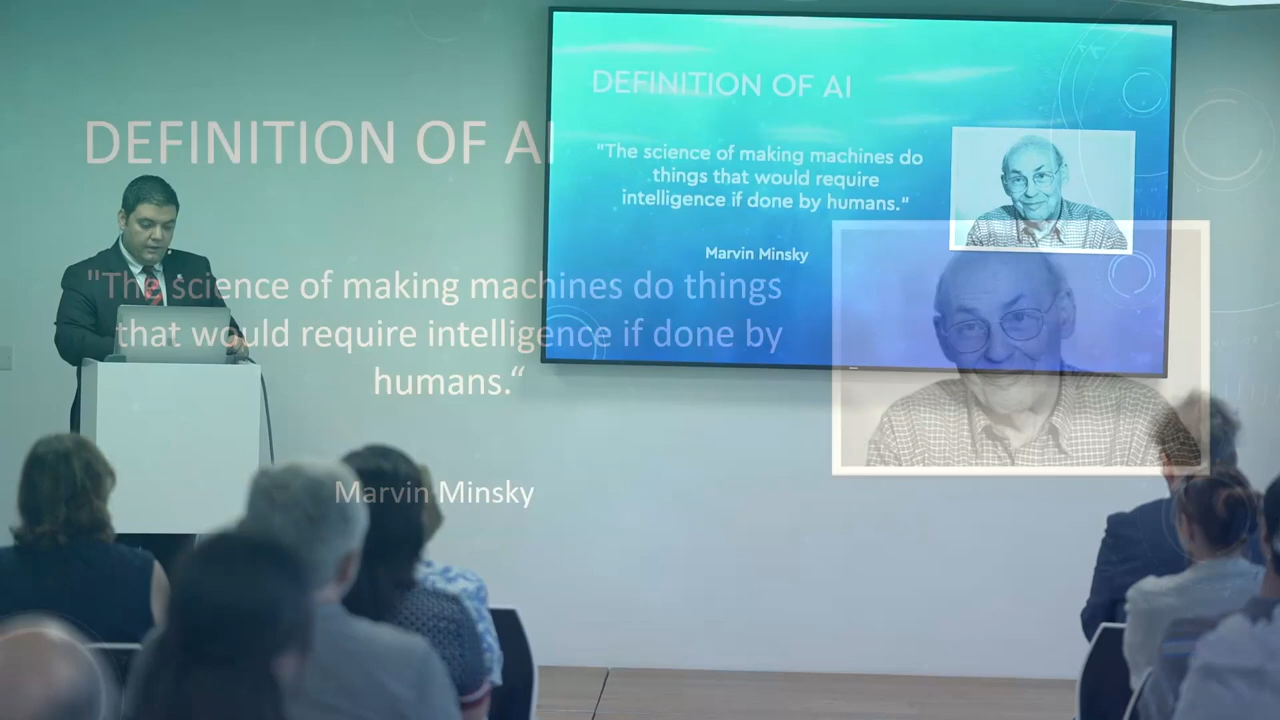 DEFINITION OF AI
"The science of making machines do
things that would require
intelligence if done by humans."
Marvin Minsky
DEFINITION OF AI
"The science of making machines do things
that would require intelligence if done by
humans.“
Marvin Minsky